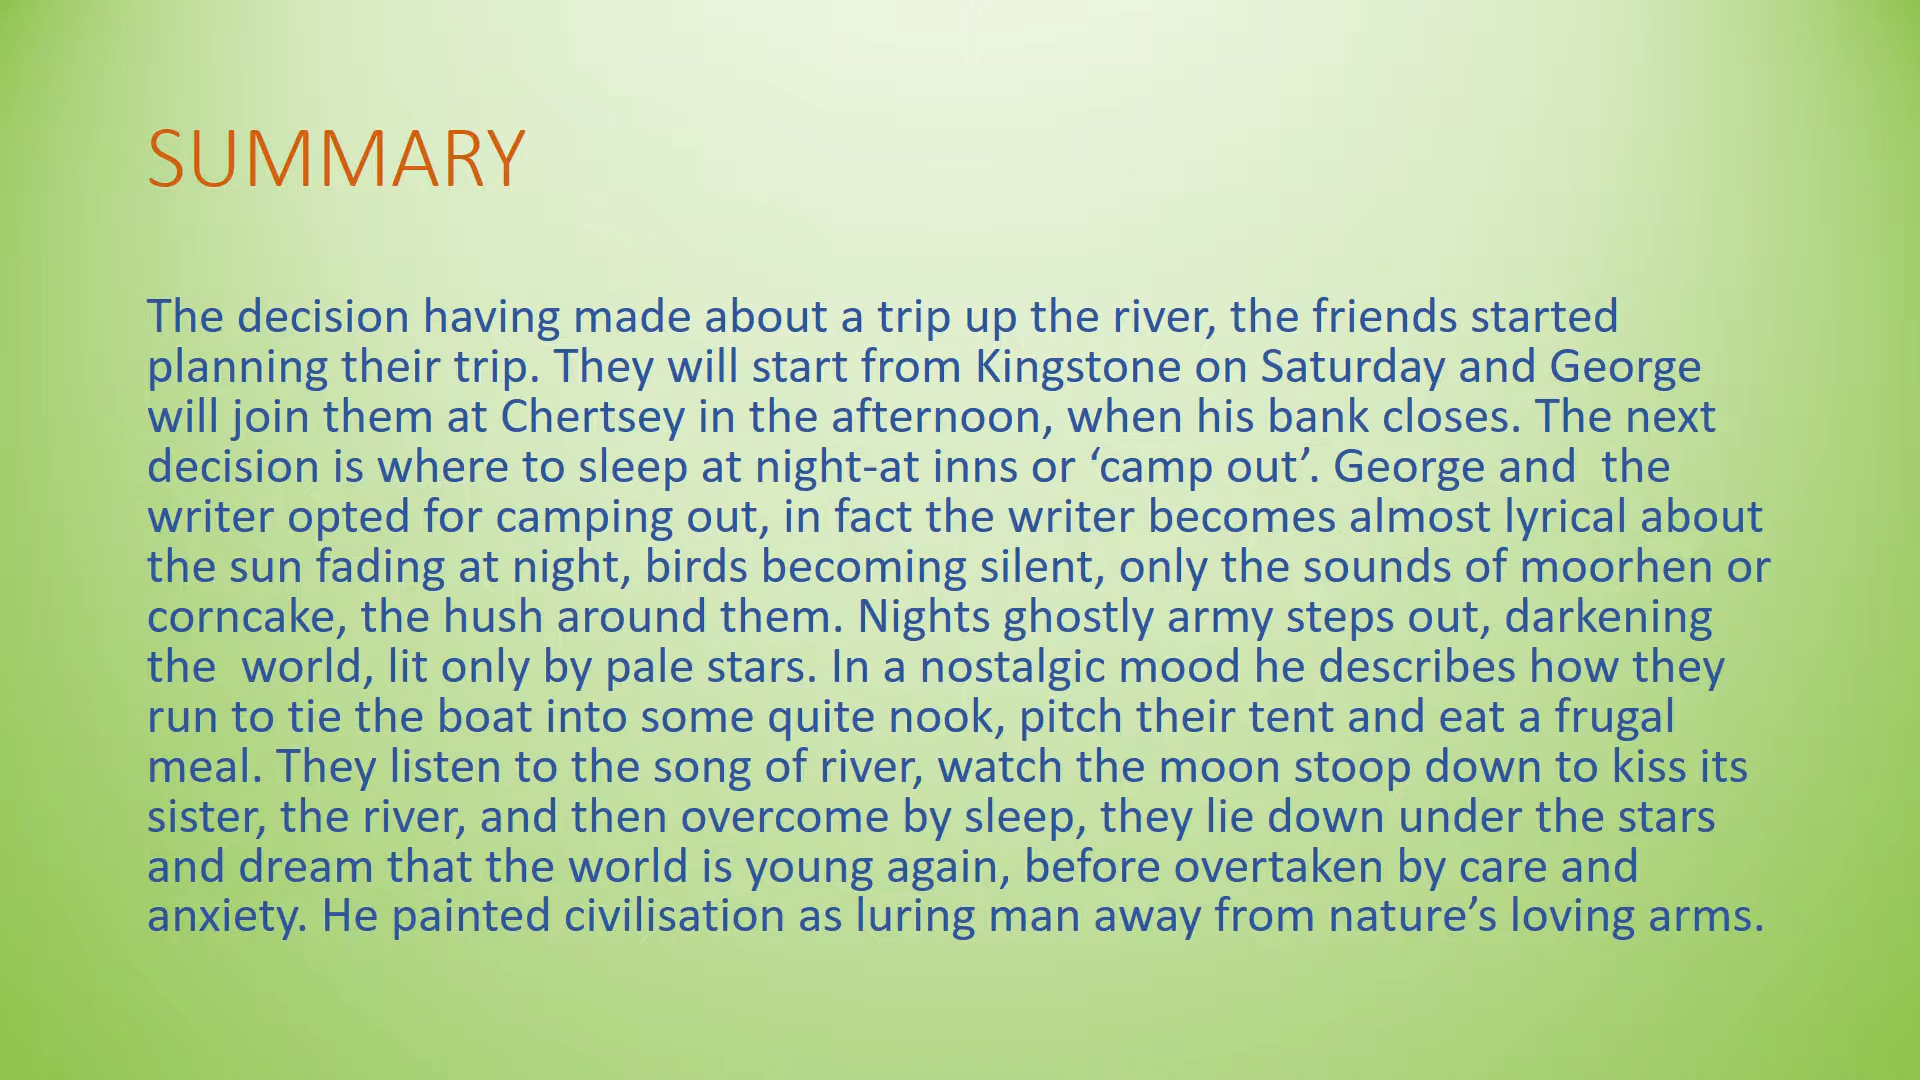 SUMMARY
The decision having made about a trip up the river, the friends started
planning their trip. They will start from Kingstone on Saturday and George
will join them at Chertsey in the afternoon, when his bank closes. The next
decision is where to sleep at night-at inns or ‘camp out’. George and  the
writer opted for camping out, in fact the writer becomes almost lyrical about
the sun fading at night, birds becoming silent, only the sounds of moorhen or
corncake, the hush around them. Nights ghostly army steps out, darkening
the  world, lit only by pale stars. In a nostalgic mood he describes how they
run to tie the boat into some quite nook, pitch their tent and eat a frugal
meal. They listen to the song of river, watch the moon stoop down to kiss its
sister, the river, and then overcome by sleep, they lie down under the stars
and dream that the world is young again, before overtaken by care and
anxiety. He painted civilisation as luring man away from nature’s loving arms.